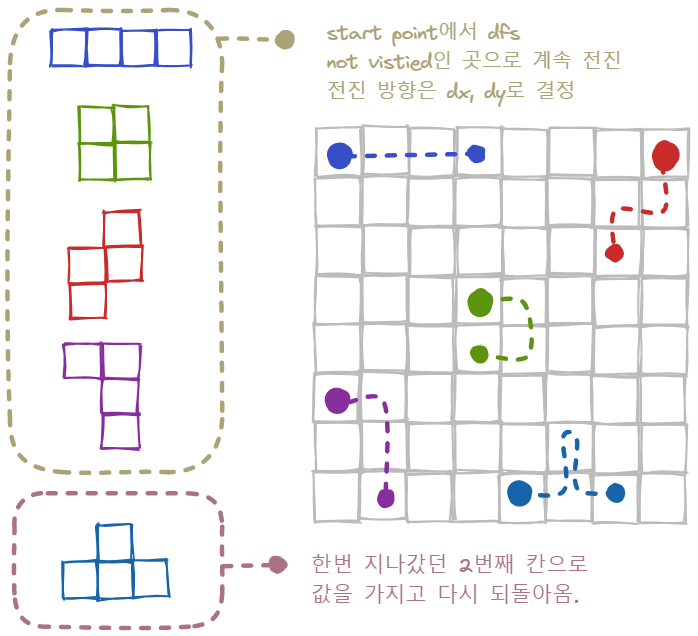 start point에서 dfs
not vistied인 곳으로 계속 전진
전진 방향은 dx, dy로 결정
한번 지나갔던 2번째 칸으로
값을 가지고 다시 되돌아옴.